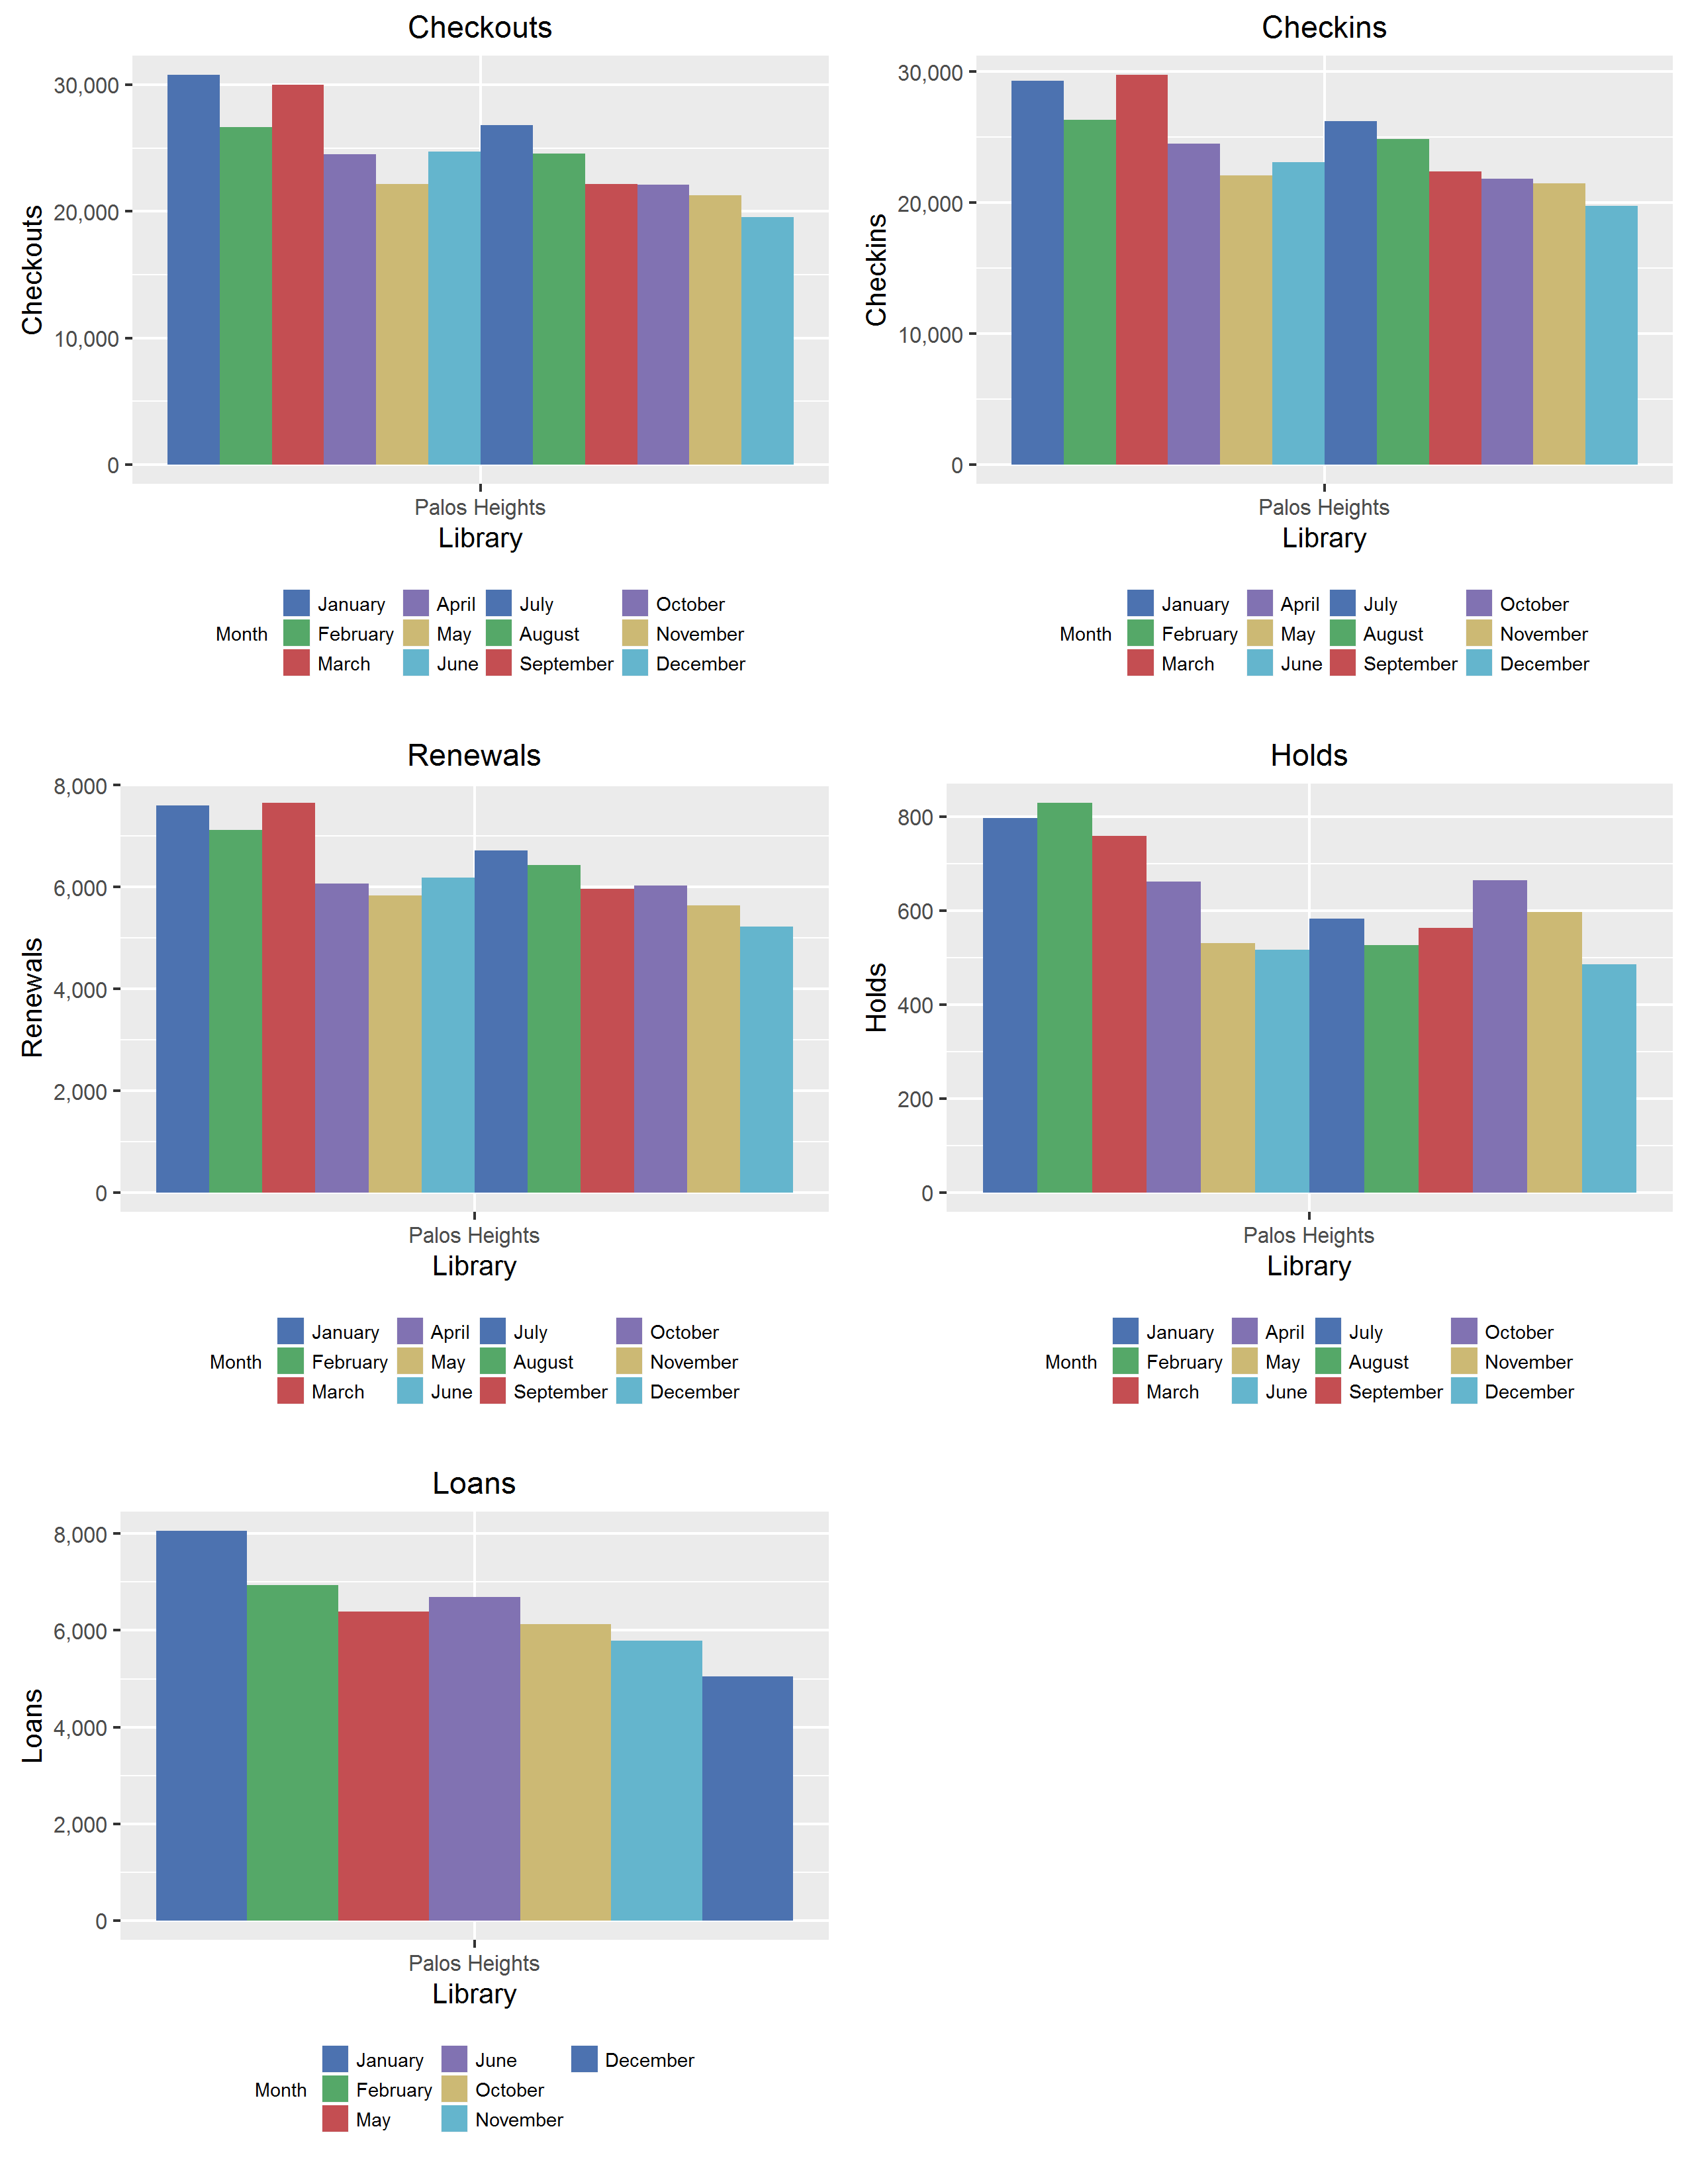 Checkouts
Checkouts
30,000
20,000
10,000
0
Palos Heights
Library
Month
January
February
March
April
May
June
July
August
September
October
November
December
Checkins
Checkins
30,000
20,000
10,000
0
Palos Heights
Library
Month
January
February
March
April
May
June
July
August
September
October
November
December
Renewals
Renewals
8,000
6,000
4,000
2,000
0
Palos Heights
Library
Month
January
February
March
April
May
June
July
August
September
October
November
December
Holds
Holds
800
600
400
200
0
Palos Heights
Library
Month
January
February
March
April
May
June
July
August
September
October
November
December
Loans
Loans
8,000
6,000
4,000
2,000
0
Palos Heights
Library
Month
January
February
May
June
October
November
December